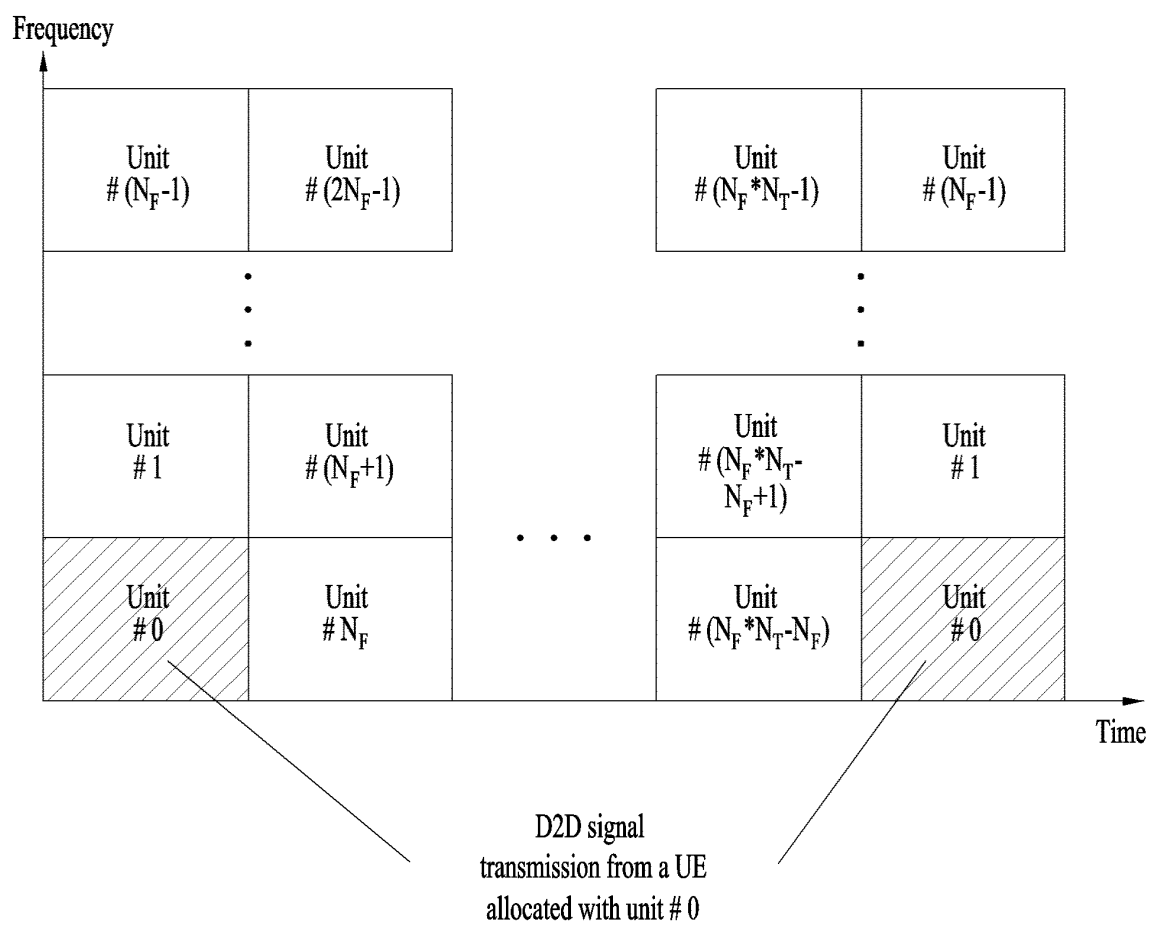 Frequency
Unit
# (N_F-1)
Unit
# (2N_F-1)
Unit
# (N_F*N_T-1)
Unit
# (N_F-1)
Unit
# 1
Unit
# (N_F+1)
Unit
# (N_F*N_T-
N_F+1)
Unit
# 1
Unit
# 0
Unit
# N_F
Unit
# (N_F*N_T-N_F)
Unit
# 0
Time
D2D signal
transmission from a UE
allocated with unit # 0